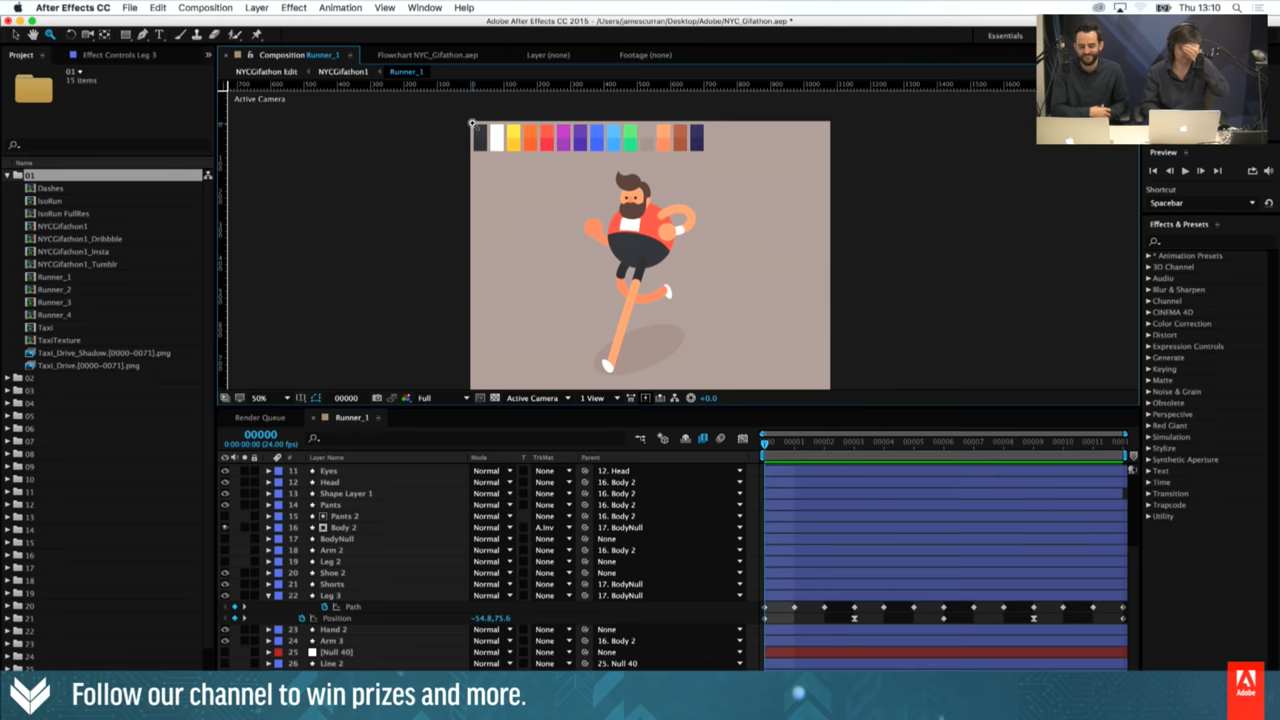 After Effects CC File Edit Composition Layer Effect Animation View Window Help
Thu 13:10
Adobe After Effects CC 2015 - /Users/jamescurran/Desktop/Adobe/NYC_Gifathon.aep *
Essentials
Project
Effect Controls Leg 3
Composition Runner_1
Flowchart NYC_Gifathon.aep
Layer (none)
Footage (none)
01
15 items
NYCGifathon Edit
NYCGifathon1
Runner_1
Active Camera
Name
01
Dashes
IsoRun
IsoRun FullRes
NYCGifathon1
NYCGifathon1_Dribbble
NYCGifathon1_Insta
NYCGifathon1_Tumblr
Runner_1
Runner_2
Runner_3
Runner_4
Taxi
TaxiTexture
Taxi_Drive_Shadow.[0000-0071].png
Taxi_Drive.[0000-0071].png
02
03
04
05
06
07
08
09
10
11
12
13
14
15
16
17
18
19
20
21
22
23
24
Preview
Shortcut
Spacebar
Effects & Presets
* Animation Presets
3D Channel
Audio
Blur & Sharpen
Channel
CINEMA 4D
Color Correction
Distort
Expression Controls
Generate
Keying
Matte
Noise & Grain
Obsolete
Perspective
Red Giant
Simulation
Stylize
Synthetic Aperture
Text
Time
Transition
Trapcode
Utility
50%
00000
Full
Active Camera
1 View
+0.0
Render Queue
Runner_1
00000
0:00:00:00 (24.00 fps)
# Layer Name Mode T TrkMat Parent
00001 00002 00003 00004 00005 00006 00007 00008 00009 00010 00011
11 Eyes Normal None 12. Head
12 Head Normal None 16. Body 2
13 Shape Layer 1 Normal None 16. Body 2
14 Pants Normal None 16. Body 2
15 Pants 2 Normal None 16. Body 2
16 Body 2 Normal A.Inv 17. BodyNull
17 BodyNull Normal None None
18 Arm 2 Normal None 16. Body 2
19 Leg 2 Normal None None
20 Shoe 2 Normal None None
21 Shorts Normal None 17. BodyNull
22 Leg 3 Normal None 17. BodyNull
Path
Position -54.8,75.6
23 Hand 2 Normal None None
24 Arm 3 Normal None 16. Body 2
25 [Null 40] Normal None None
26 Line 2 Normal None 25. Null 40
Follow our channel to win prizes and more.
Adobe